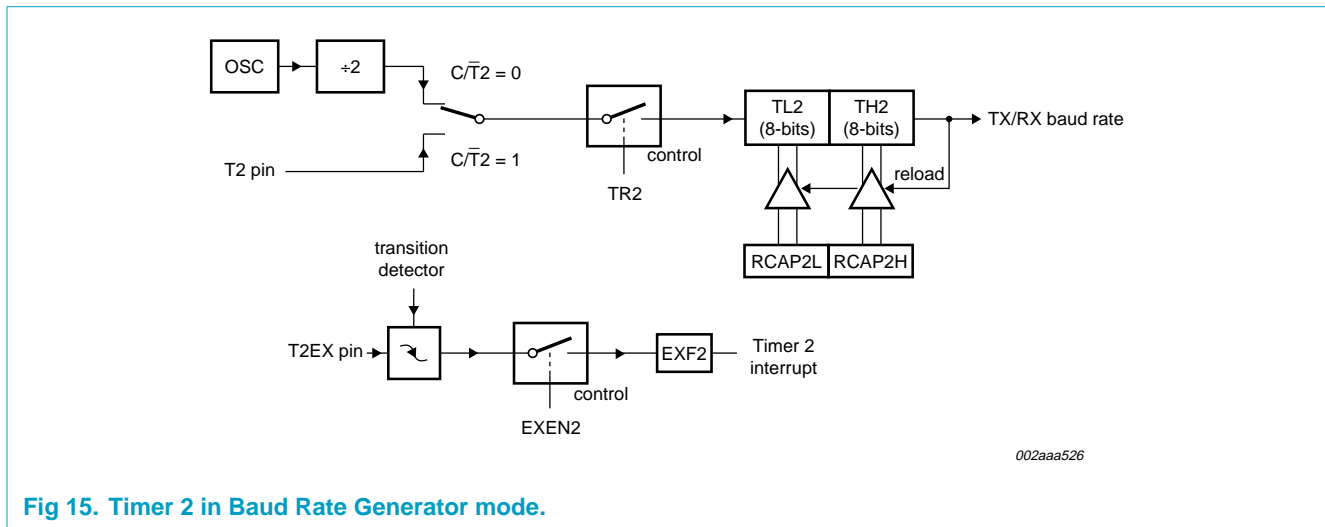 OSC
÷2
C/T̅2 = 0
C/T̅2 = 1
T2 pin
control
TR2
TL2
(8-bits)
TH2
(8-bits)
TX/RX baud rate
reload
RCAP2L
RCAP2H
transition
detector
T2EX pin
control
EXEN2
EXF2
Timer 2
interrupt
002aaa526
Fig 15. Timer 2 in Baud Rate Generator mode.